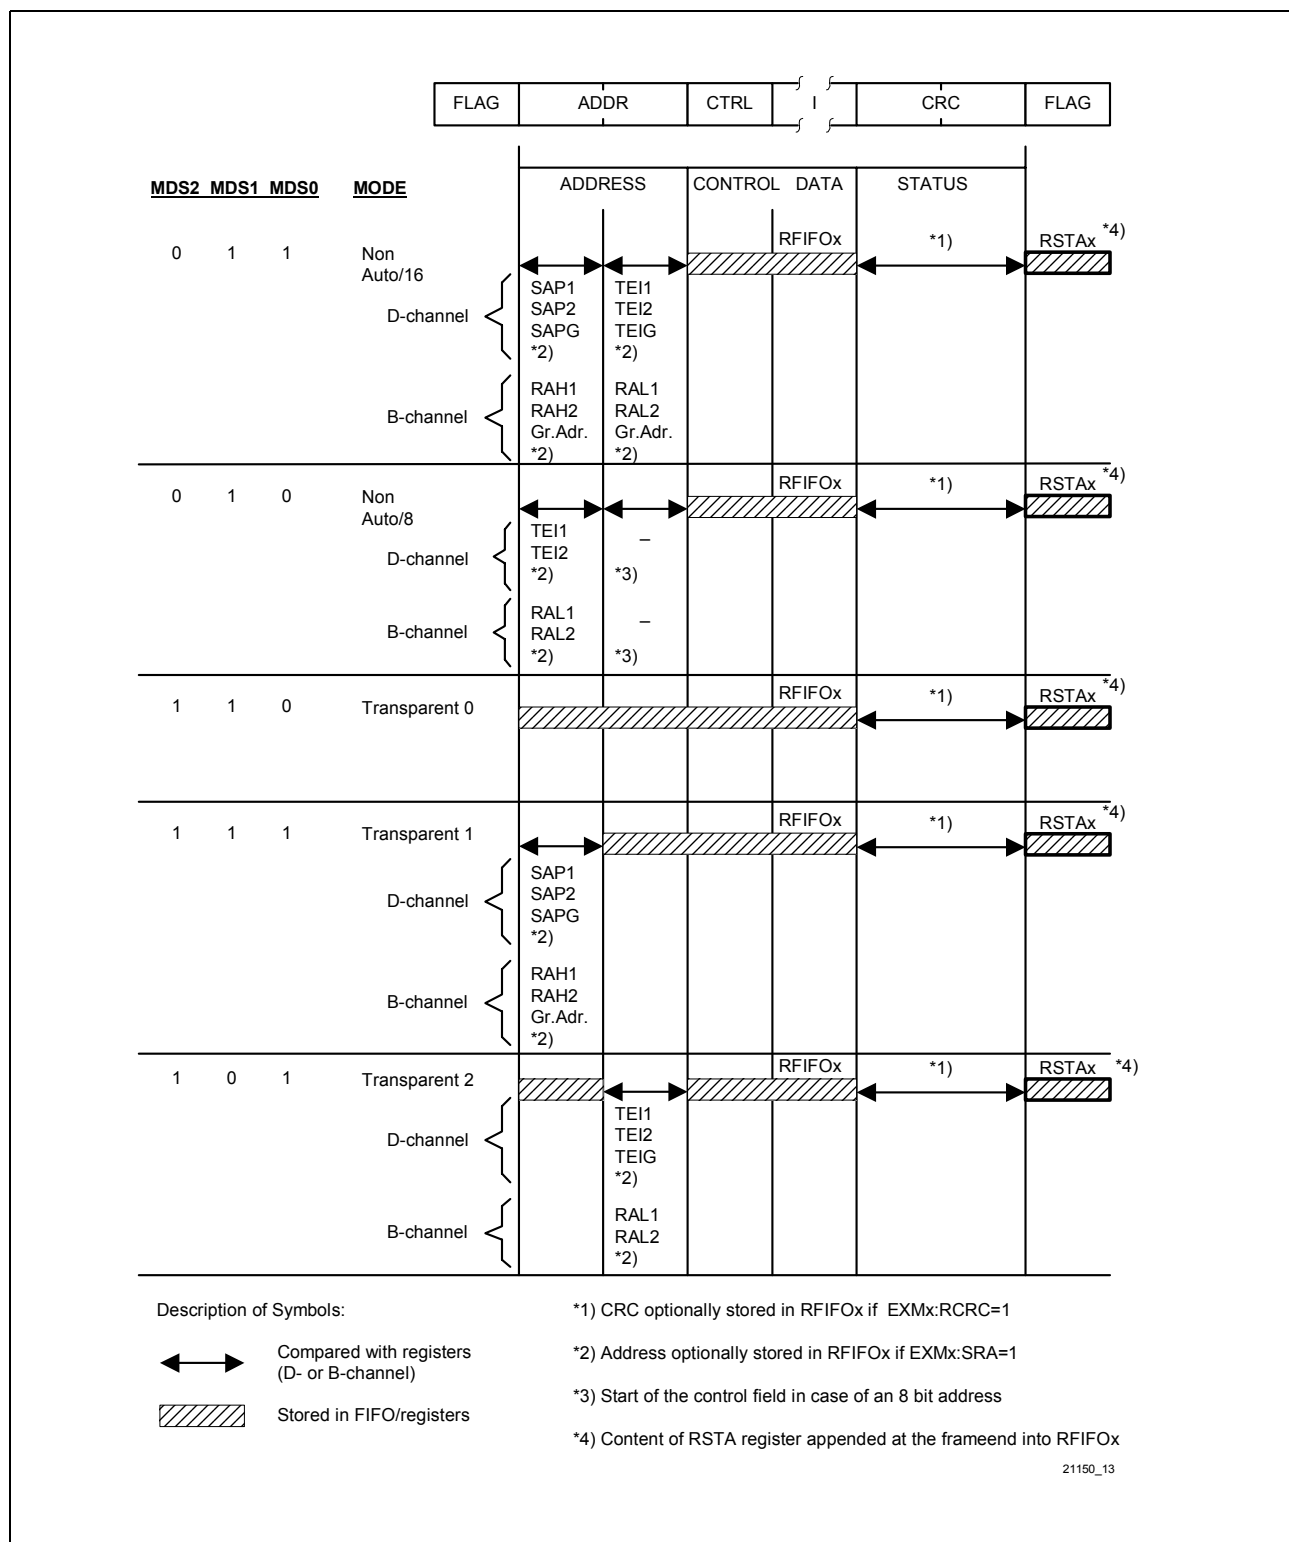 FLAG ADDR CTRL I CRC FLAG
MDS2 MDS1 MDS0 MODE ADDRESS CONTROL DATA STATUS
0 1 1 Non Auto/16 RFIFOx *1) RSTAx *4)
D-channel
SAP1 TEI1
SAP2 TEI2
SAPG TEIG
*2) *2)
B-channel
RAH1 RAL1
RAH2 RAL2
Gr.Adr. Gr.Adr.
*2) *2)
0 1 0 Non Auto/8 RFIFOx *1) RSTAx *4)
D-channel
TEI1 –
TEI2
*2) *3)
B-channel
RAL1 –
RAL2
*2) *3)
1 1 0 Transparent 0 RFIFOx *1) RSTAx *4)
1 1 1 Transparent 1 RFIFOx *1) RSTAx *4)
D-channel
SAP1
SAP2
SAPG
*2)
B-channel
RAH1
RAH2
Gr.Adr.
*2)
1 0 1 Transparent 2 RFIFOx *1) RSTAx *4)
D-channel
TEI1
TEI2
TEIG
*2)
B-channel
RAL1
RAL2
*2)
Description of Symbols:
Compared with registers
(D- or B-channel)
Stored in FIFO/registers
*1) CRC optionally stored in RFIFOx if EXMx:RCRC=1
*2) Address optionally stored in RFIFOx if EXMx:SRA=1
*3) Start of the control field in case of an 8 bit address
*4) Content of RSTA register appended at the frameend into RFIFOx
21150_13